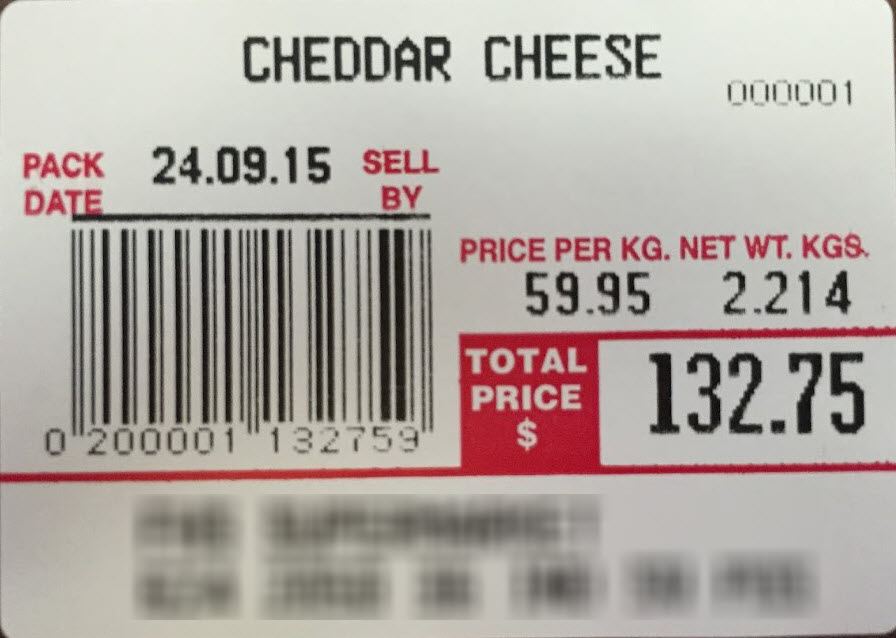 CHEDDAR CHEESE
000001
PACK DATE 24.09.15 SELL BY
PRICE PER KG. NET WT. KGS.
59.95 2.214
TOTAL PRICE $ 132.75
0 200001 132759